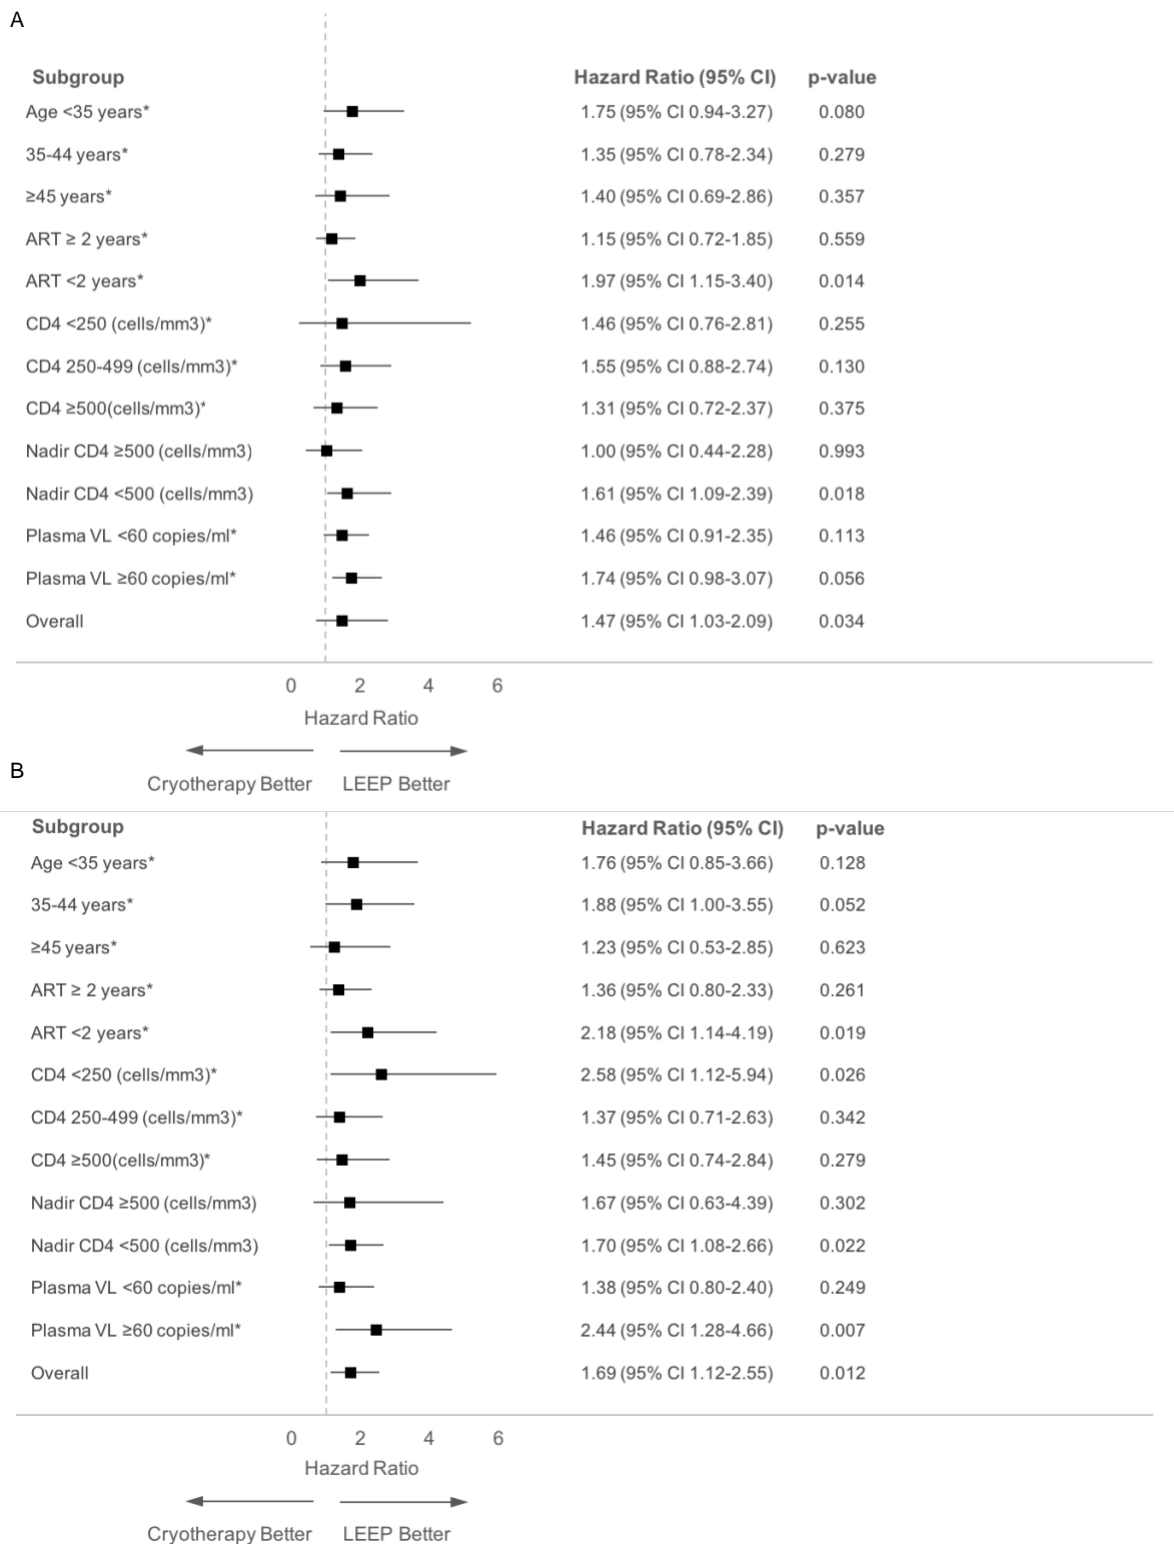 A
Subgroup Hazard Ratio (95% CI) p-value
Age <35 years* 1.75 (95% CI 0.94-3.27) 0.080
35-44 years* 1.35 (95% CI 0.78-2.34) 0.279
≥45 years* 1.40 (95% CI 0.69-2.86) 0.357
ART ≥ 2 years* 1.15 (95% CI 0.72-1.85) 0.559
ART <2 years* 1.97 (95% CI 1.15-3.40) 0.014
CD4 <250 (cells/mm3)* 1.46 (95% CI 0.76-2.81) 0.255
CD4 250-499 (cells/mm3)* 1.55 (95% CI 0.88-2.74) 0.130
CD4 ≥500(cells/mm3)* 1.31 (95% CI 0.72-2.37) 0.375
Nadir CD4 ≥500 (cells/mm3) 1.00 (95% CI 0.44-2.28) 0.993
Nadir CD4 <500 (cells/mm3) 1.61 (95% CI 1.09-2.39) 0.018
Plasma VL <60 copies/ml* 1.46 (95% CI 0.91-2.35) 0.113
Plasma VL ≥60 copies/ml* 1.74 (95% CI 0.98-3.07) 0.056
Overall 1.47 (95% CI 1.03-2.09) 0.034
0 2 4 6
Hazard Ratio
Cryotherapy Better LEEP Better
B
Subgroup Hazard Ratio (95% CI) p-value
Age <35 years* 1.76 (95% CI 0.85-3.66) 0.128
35-44 years* 1.88 (95% CI 1.00-3.55) 0.052
≥45 years* 1.23 (95% CI 0.53-2.85) 0.623
ART ≥ 2 years* 1.36 (95% CI 0.80-2.33) 0.261
ART <2 years* 2.18 (95% CI 1.14-4.19) 0.019
CD4 <250 (cells/mm3)* 2.58 (95% CI 1.12-5.94) 0.026
CD4 250-499 (cells/mm3)* 1.37 (95% CI 0.71-2.63) 0.342
CD4 ≥500(cells/mm3)* 1.45 (95% CI 0.74-2.84) 0.279
Nadir CD4 ≥500 (cells/mm3) 1.67 (95% CI 0.63-4.39) 0.302
Nadir CD4 <500 (cells/mm3) 1.70 (95% CI 1.08-2.66) 0.022
Plasma VL <60 copies/ml* 1.38 (95% CI 0.80-2.40) 0.249
Plasma VL ≥60 copies/ml* 2.44 (95% CI 1.28-4.66) 0.007
Overall 1.69 (95% CI 1.12-2.55) 0.012
0 2 4 6
Hazard Ratio
Cryotherapy Better LEEP Better